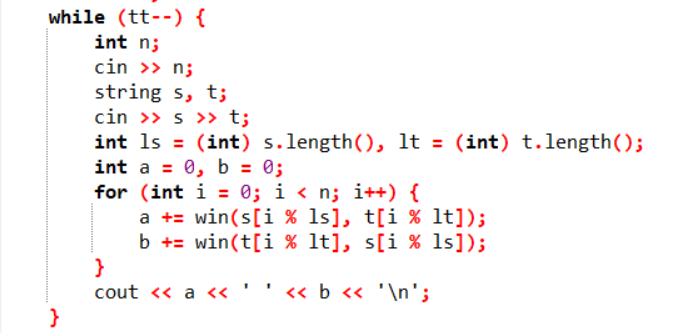 while (tt--) {
int n;
cin >> n;
string s, t;
cin >> s >> t;
int ls = (int) s.length(), lt = (int) t.length();
int a = 0, b = 0;
for (int i = 0; i < n; i++) {
a += win(s[i % ls], t[i % lt]);
b += win(t[i % lt], s[i % ls]);
}
cout << a << ' ' << b << '\n';
}